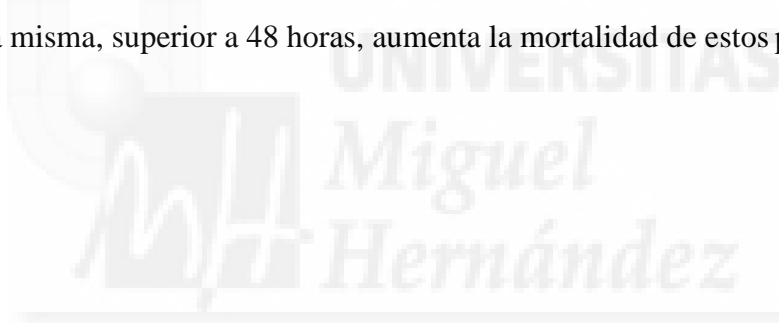 misma, superior a 48 horas, aumenta la mortalidad de estos
UNIVERSITAS
Miguel
Hernández